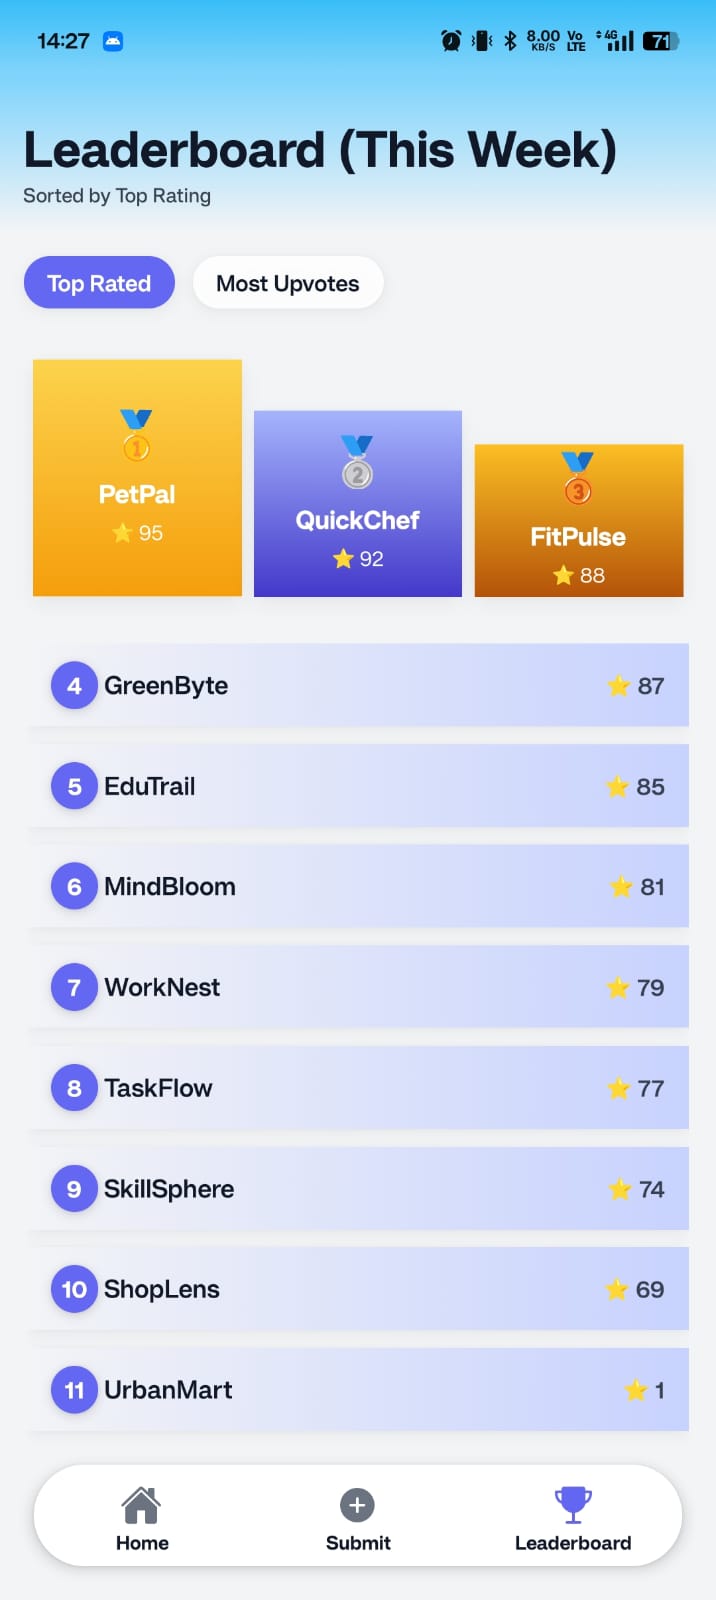 14:27 8.00 KB/S Vo LTE 4G 71
Leaderboard (This Week)
Sorted by Top Rating
Top Rated Most Upvotes
1
PetPal
⭐ 95
2
QuickChef
⭐ 92
3
FitPulse
⭐ 88
4 GreenByte ⭐ 87
5 EduTrail ⭐ 85
6 MindBloom ⭐ 81
7 WorkNest ⭐ 79
8 TaskFlow ⭐ 77
9 SkillSphere ⭐ 74
10 ShopLens ⭐ 69
11 UrbanMart ⭐ 1
Home Submit Leaderboard